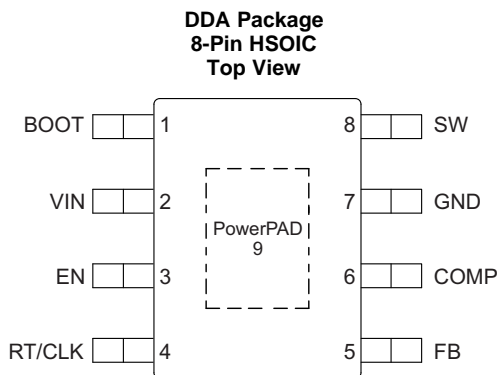 DDA Package
8-Pin HSOIC
Top View
BOOT 1 8 SW
VIN 2 7 GND
PowerPAD
9
EN 3 6 COMP
RT/CLK 4 5 FB